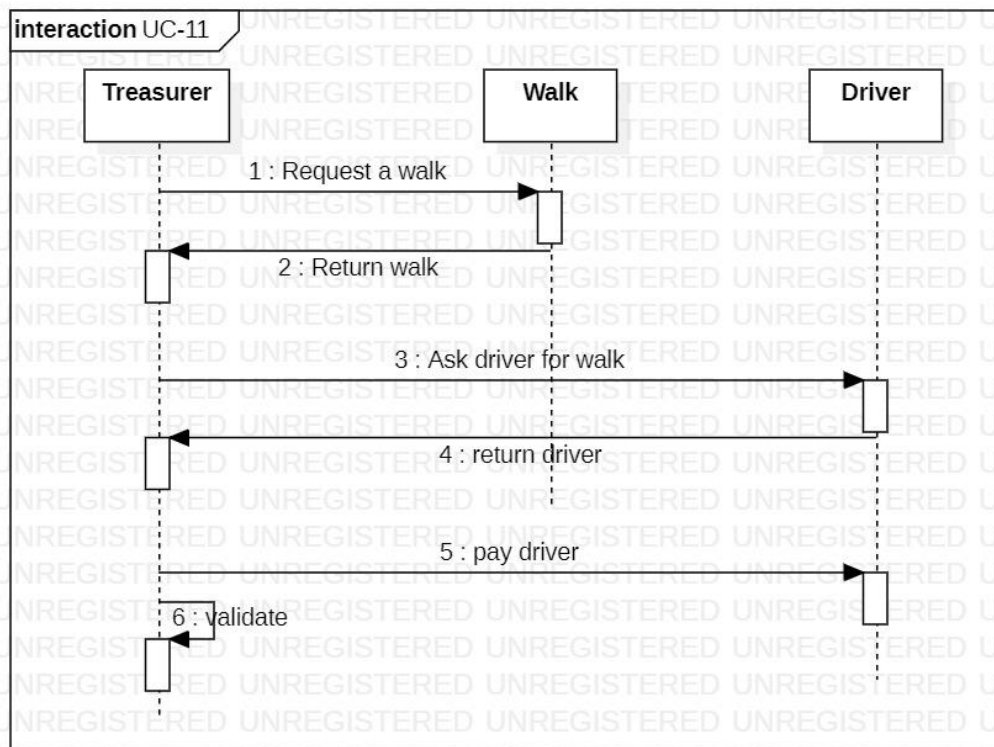 interaction UC-11
Treasurer
Walk
Driver
1 : Request a walk
2 : Return walk
3 : Ask driver for walk
4 : return driver
5 : pay driver
6 : validate
UNREGISTERED